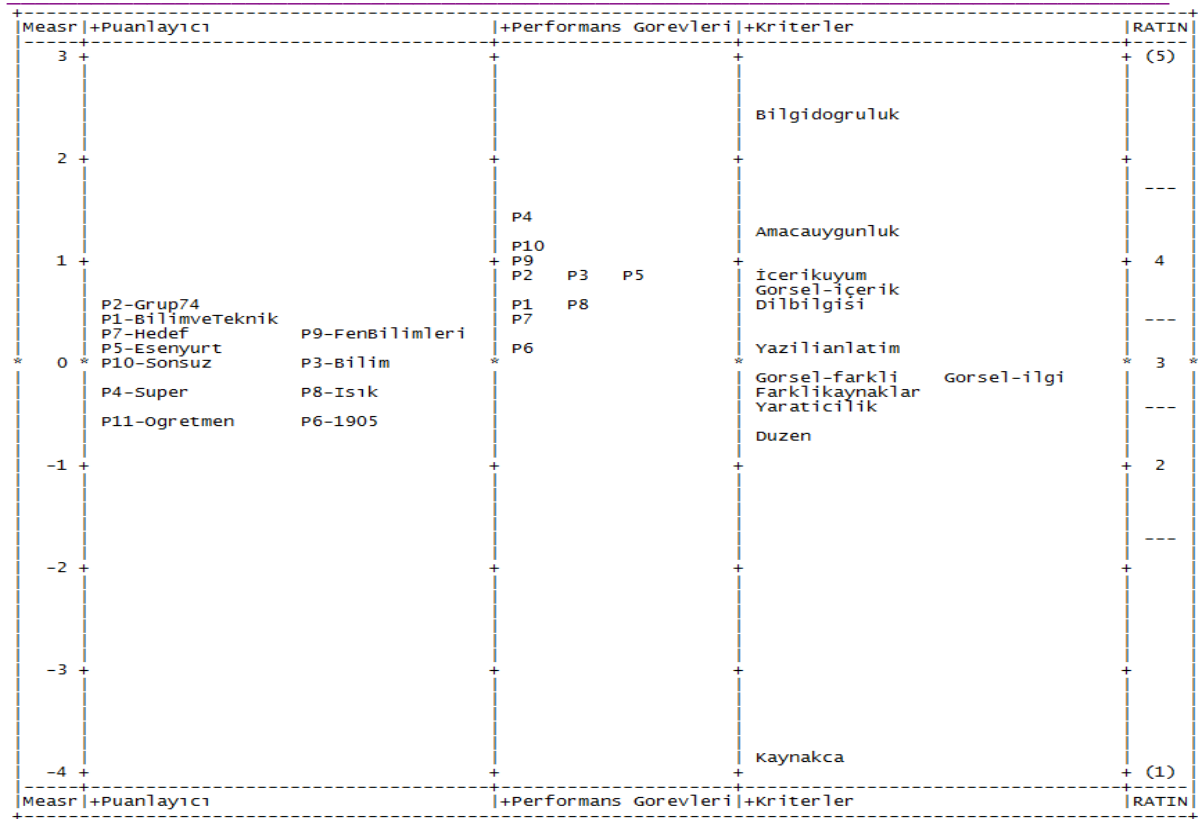 |Measr|+Puanlayıcı |+Performans Gorevleri|+Kriterler |RATIN|
3 + + + + (5)
Bilgidogruluk
2 + + + +
---
P4
Amacauygunluk
P10
1 + + P9 + + 4
P2 P3 P5 İcerikuyum
Gorsel-içerik
P2-Grup74 P1 P8 Dilbilgisi
P1-BilimveTeknik P7 ---
P7-Hedef P9-FenBilimleri
P5-Esenyurt P6 Yazilianlatim
* 0 * P10-Sonsuz P3-Bilim * * * 3 *
Gorsel-farkli Gorsel-ilgi
P4-Super P8-Isık Farklikaynaklar
Yaraticilik ---
P11-Ogretmen P6-1905
Duzen
-1 + + + + 2
---
-2 + + + +
-3 + + + +
Kaynakca
-4 + + + + (1)
|Measr|+Puanlayıcı |+Performans Gorevleri|+Kriterler |RATIN|